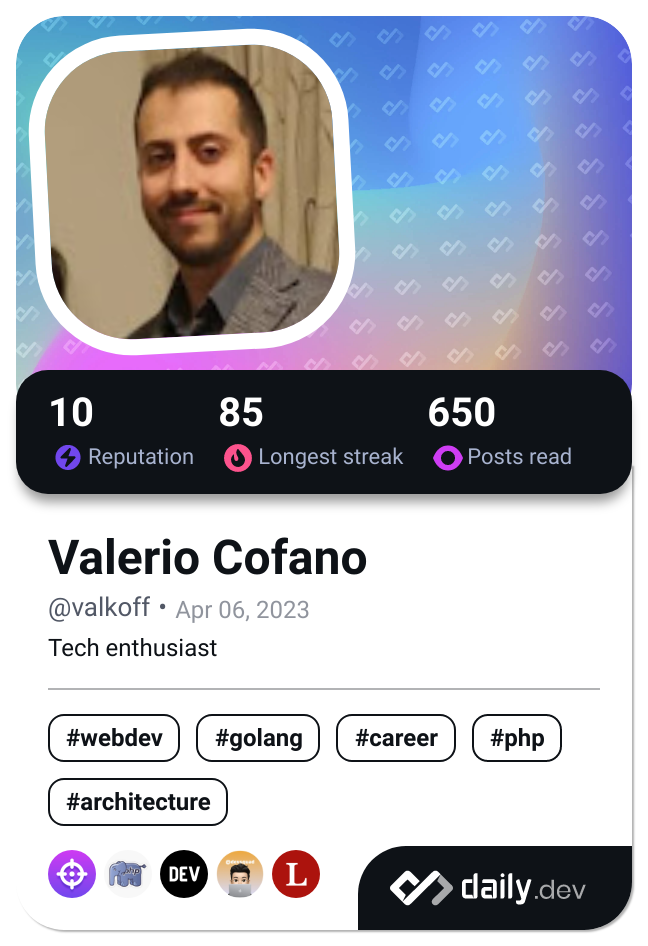 10 85 650
Reputation Longest streak Posts read
Valerio Cofano
@valkoff • Apr 06, 2023
Tech enthusiast
#webdev #golang #career #php
#architecture
php DEV L
daily.dev